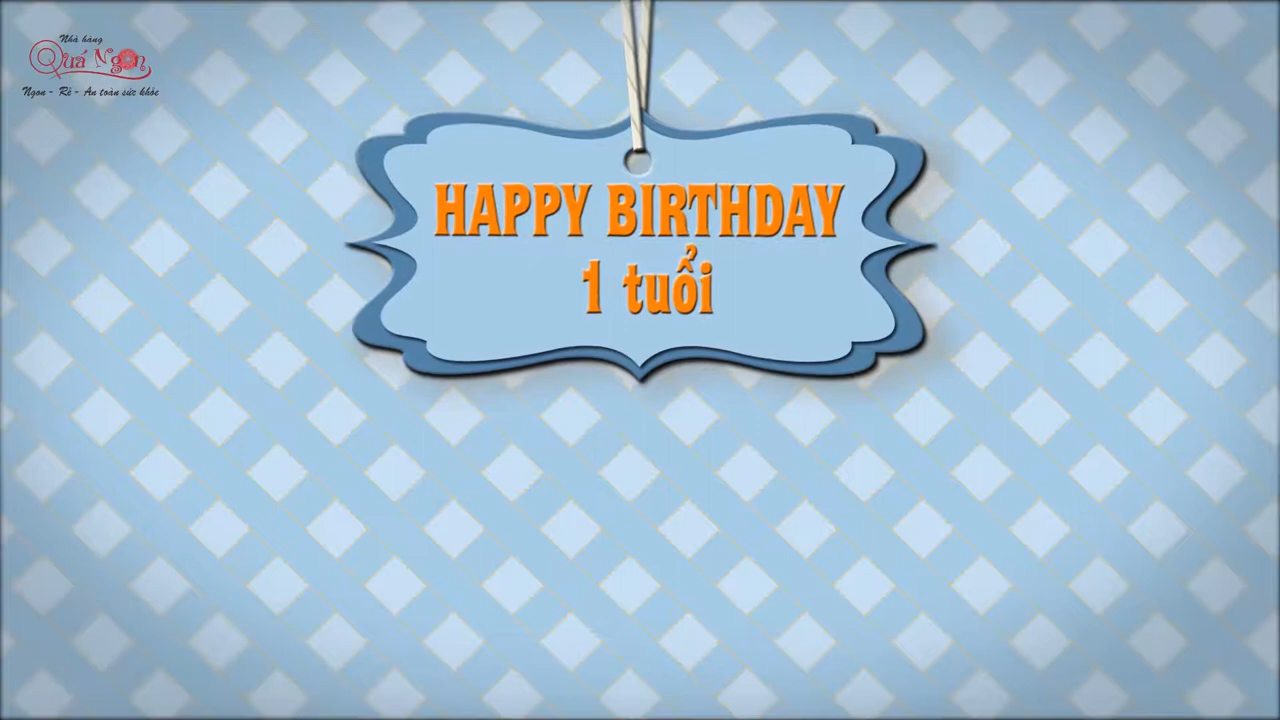 Nhà hàng
Quá Ngon
Ngon - Rẻ - An toàn sức khỏe
HAPPY BIRTHDAY
1 tuổi